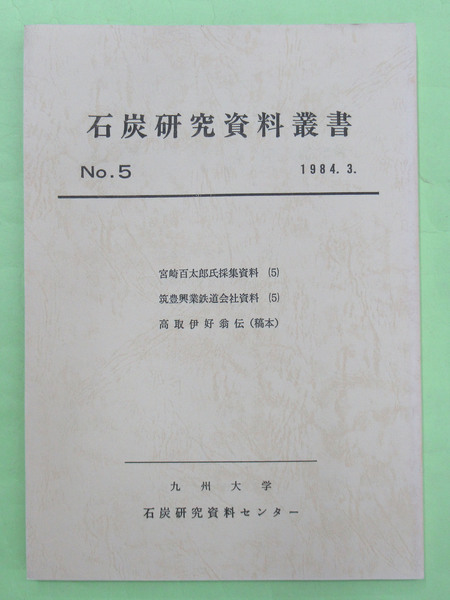 石炭研究資料叢書
No.5 1984.3.
宮崎百太郎氏採集資料 (5)
筑豊興業鉄道会社資料 (5)
高取伊好翁伝(稿本)
九州大学
石炭研究資料センター